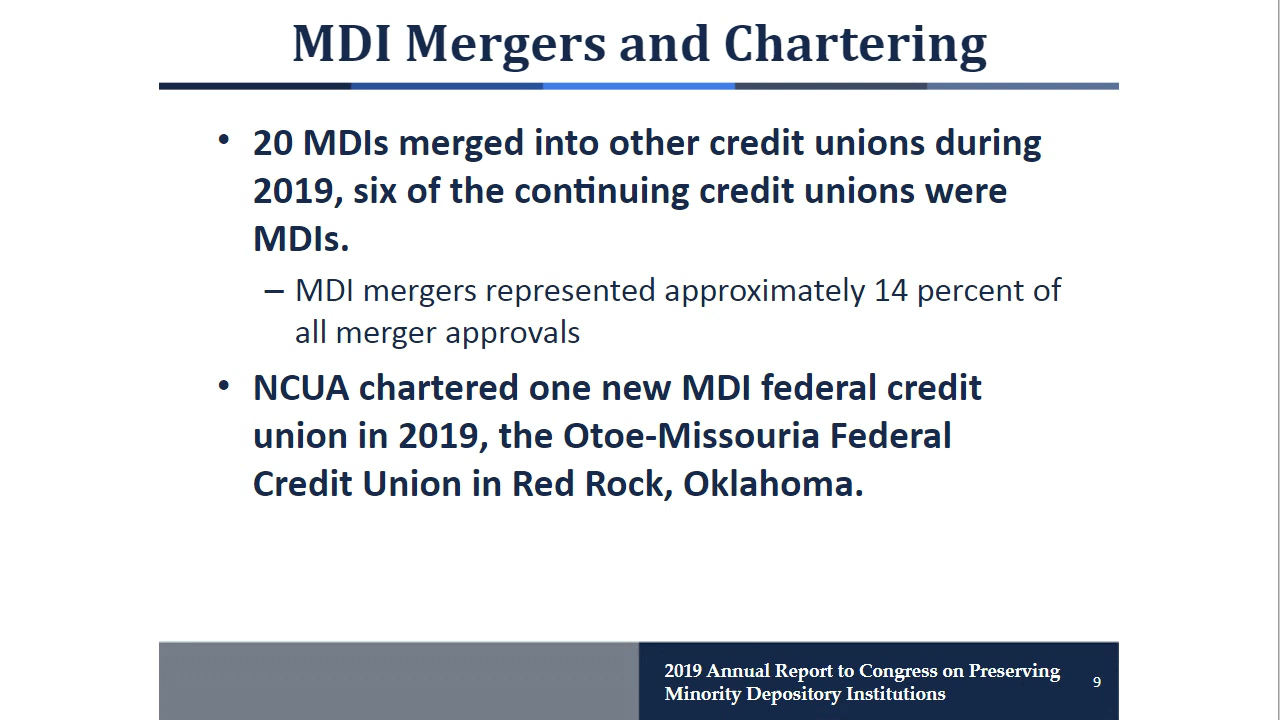 MDI Mergers and Chartering
• 20 MDIs merged into other credit unions during
2019, six of the continuing credit unions were
MDIs.
– MDI mergers represented approximately 14 percent of
all merger approvals
• NCUA chartered one new MDI federal credit
union in 2019, the Otoe-Missouria Federal
Credit Union in Red Rock, Oklahoma.
2019 Annual Report to Congress on Preserving
Minority Depository Institutions
9